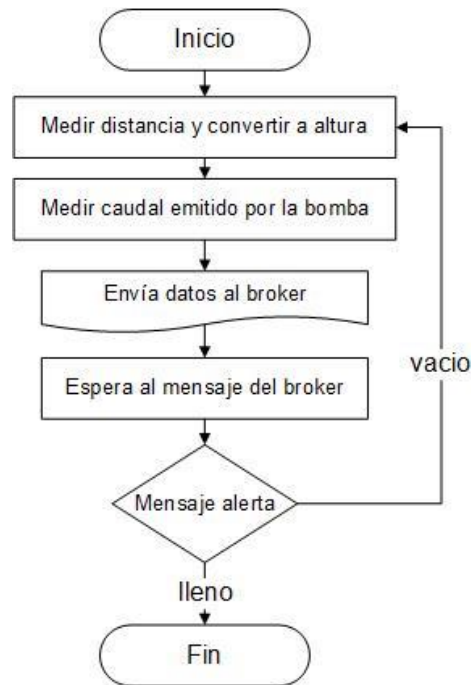 Inicio
Medir distancia y convertir a altura
Medir caudal emitido por la bomba
Envía datos al broker
Espera al mensaje del broker
vacio
Mensaje alerta
lleno
Fin